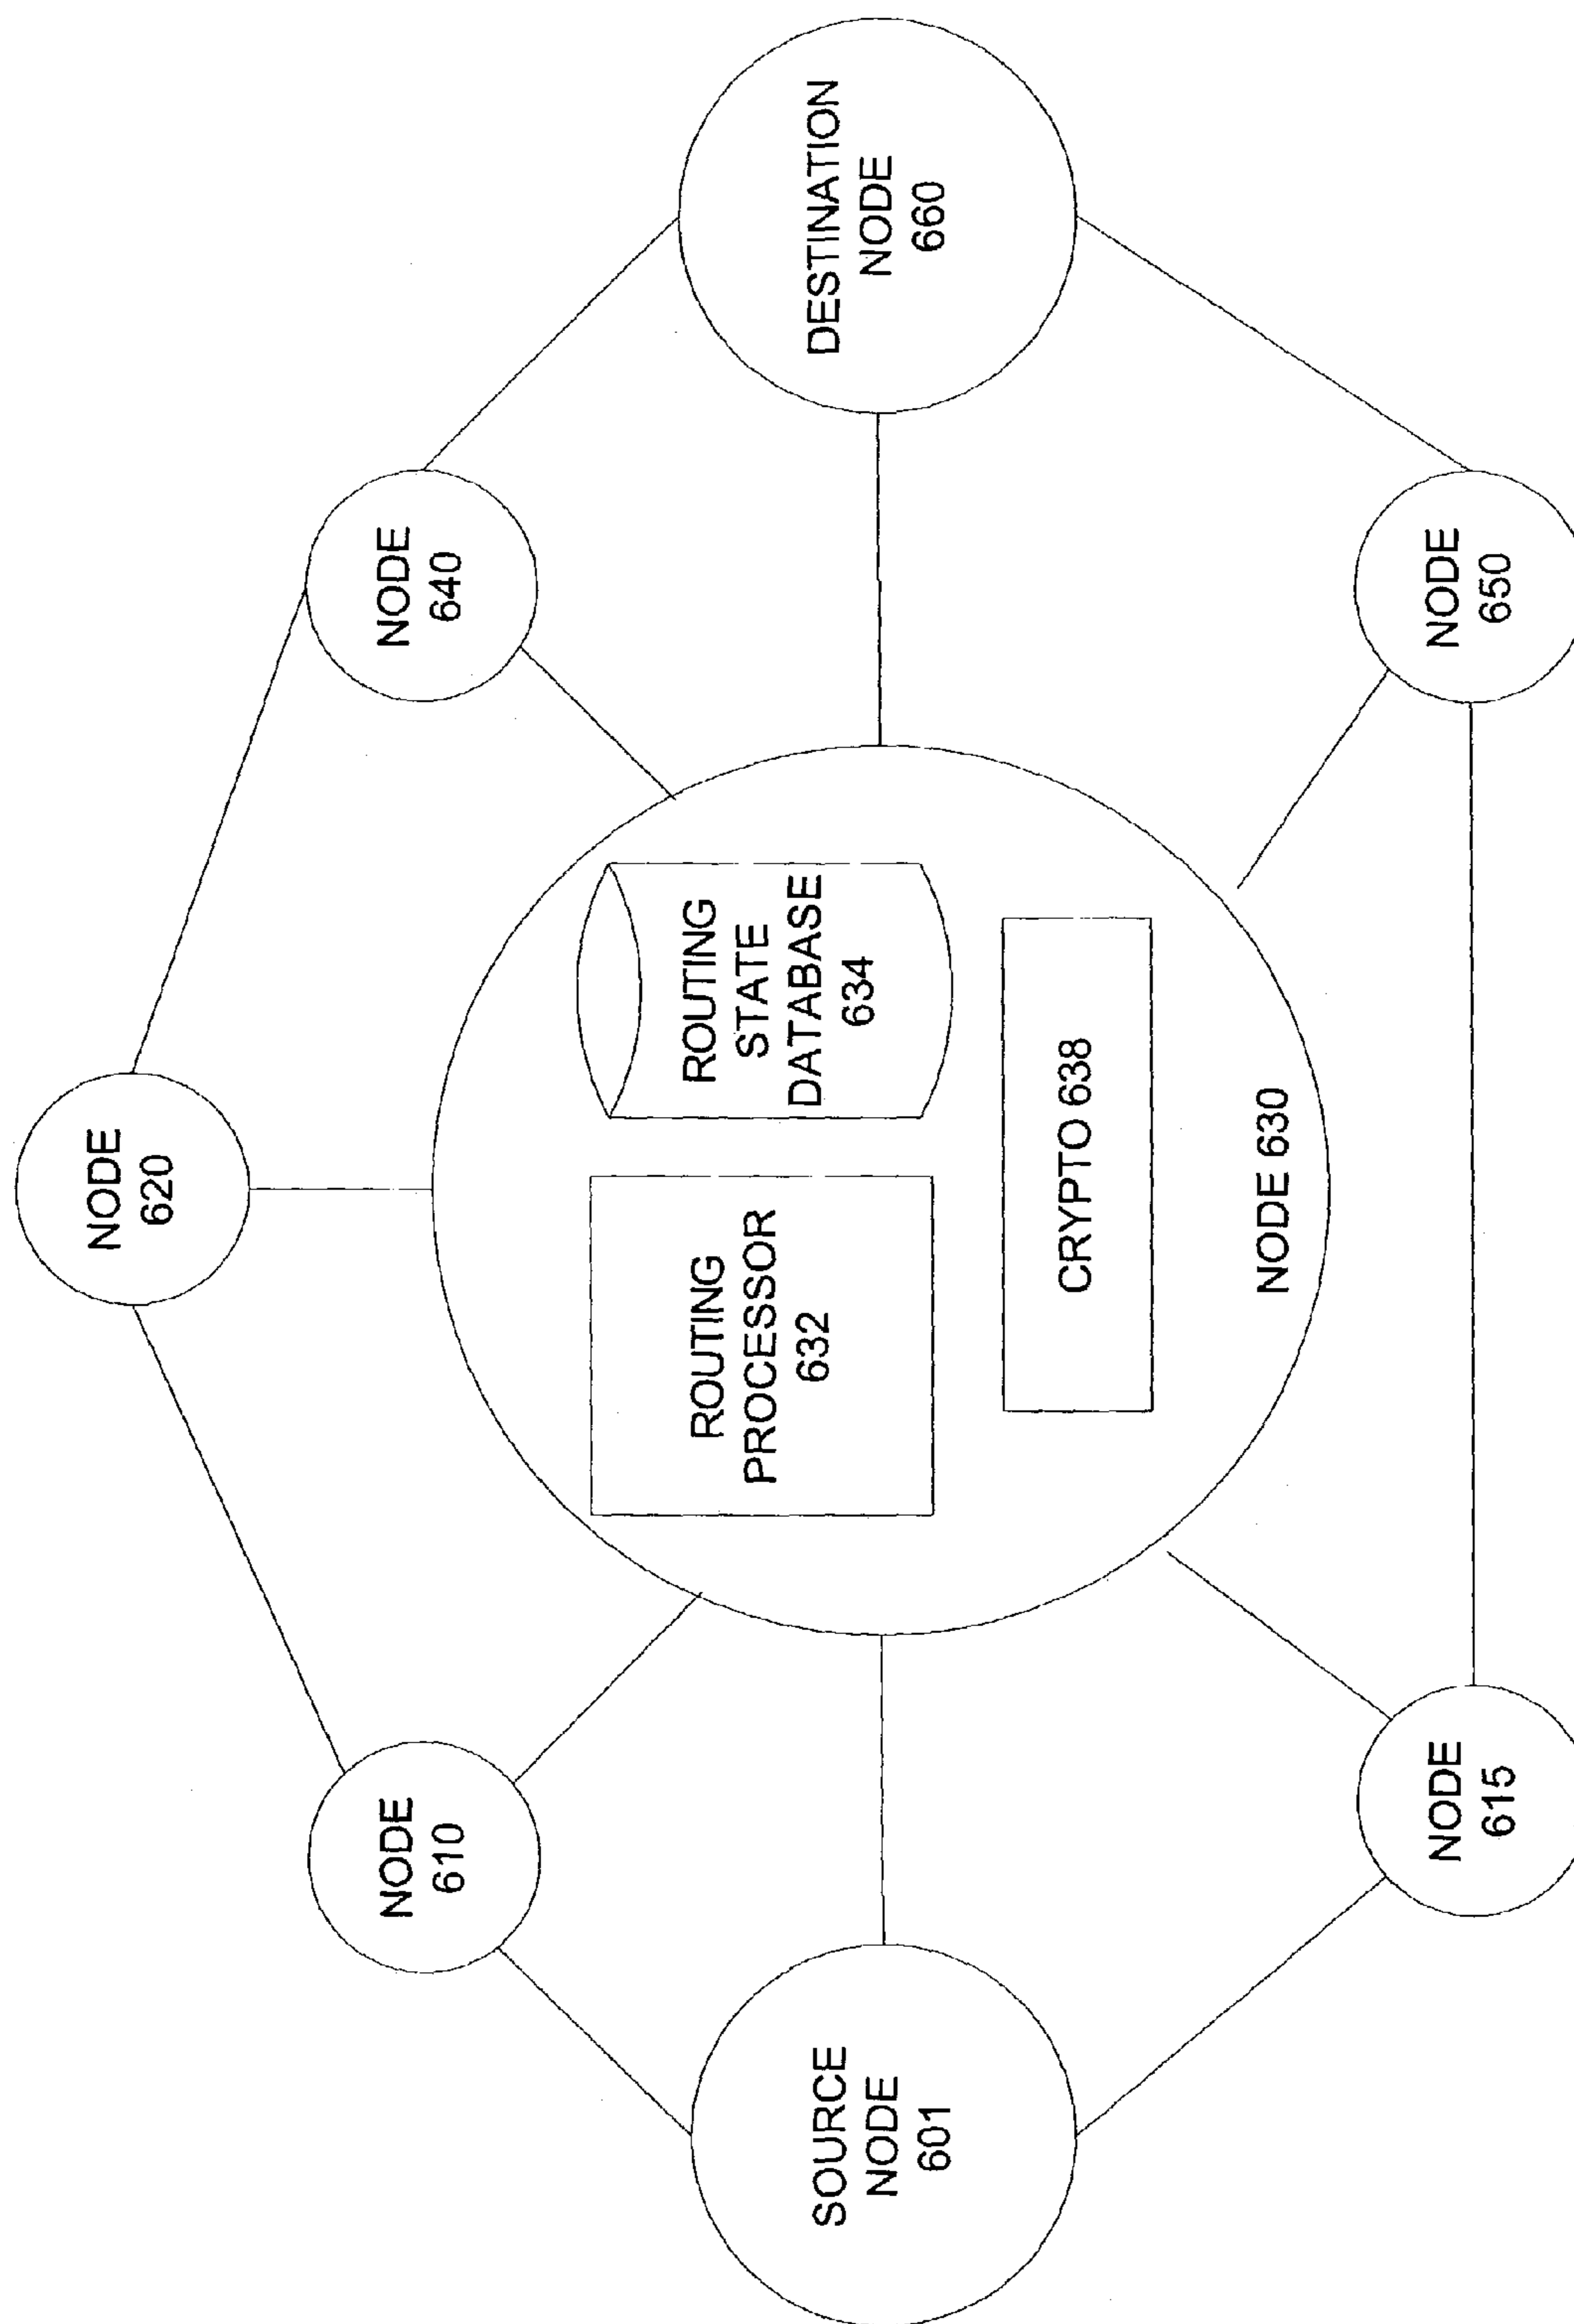 NODE
620
NODE
610
NODE
640
ROUTING
PROCESSOR
632
ROUTING
STATE
DATABASE
634
SOURCE
NODE
601
DESTINATION
NODE
660
CRYPTO 638
NODE 630
NODE
615
NODE
650